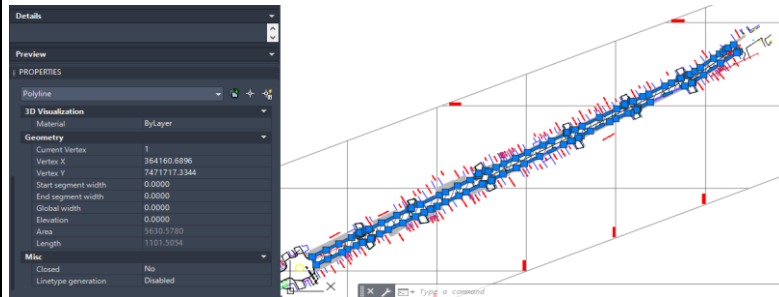 Details
Preview
PROPERTIES
Polyline
3D Visualization
Material ByLayer
Geometry
Current Vertex 1
Vertex X 364160.6896
Vertex Y 7471717.3344
Start segment width 0.0000
End segment width 0.0000
Global width 0.0000
Elevation 0.0000
Area 5630.5780
Length 1101.5054
Misc
Closed No
Linetype generation Disabled
X
Type a command